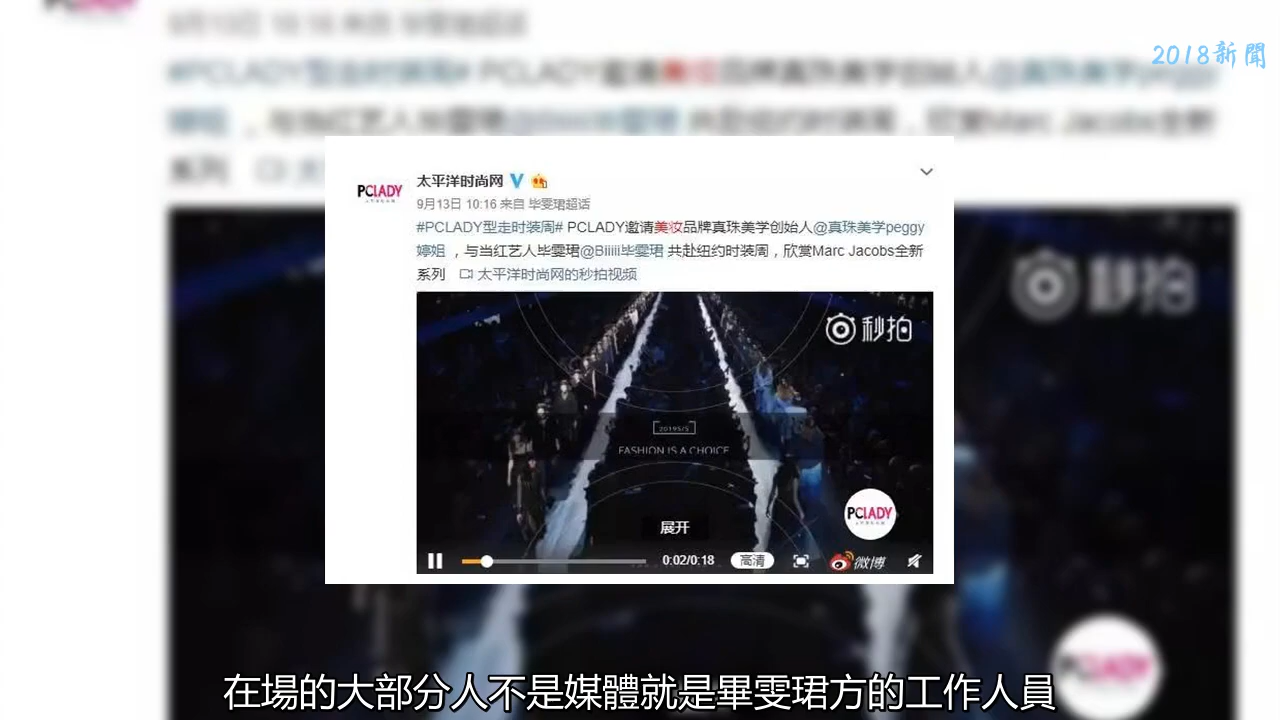 2018新聞
PCLADY
太平洋时尚网
9月13日 10:16 来自 毕雯珺超话
#PCLADY型走时装周# PCLADY邀请美妆品牌真珠美学创始人@真珠美学peggy
婷姐 ，与当红艺人毕雯珺@Biiii毕雯珺 共赴纽约时装周，欣赏Marc Jacobs全新
系列 太平洋时尚网的秒拍视频
秒拍
2019S/S
FASHION IS A CHOICE
PCLADY
展开
0:02/0:18 高清 微博
在場的大部分人不是媒體就是畢雯珺方的工作人員